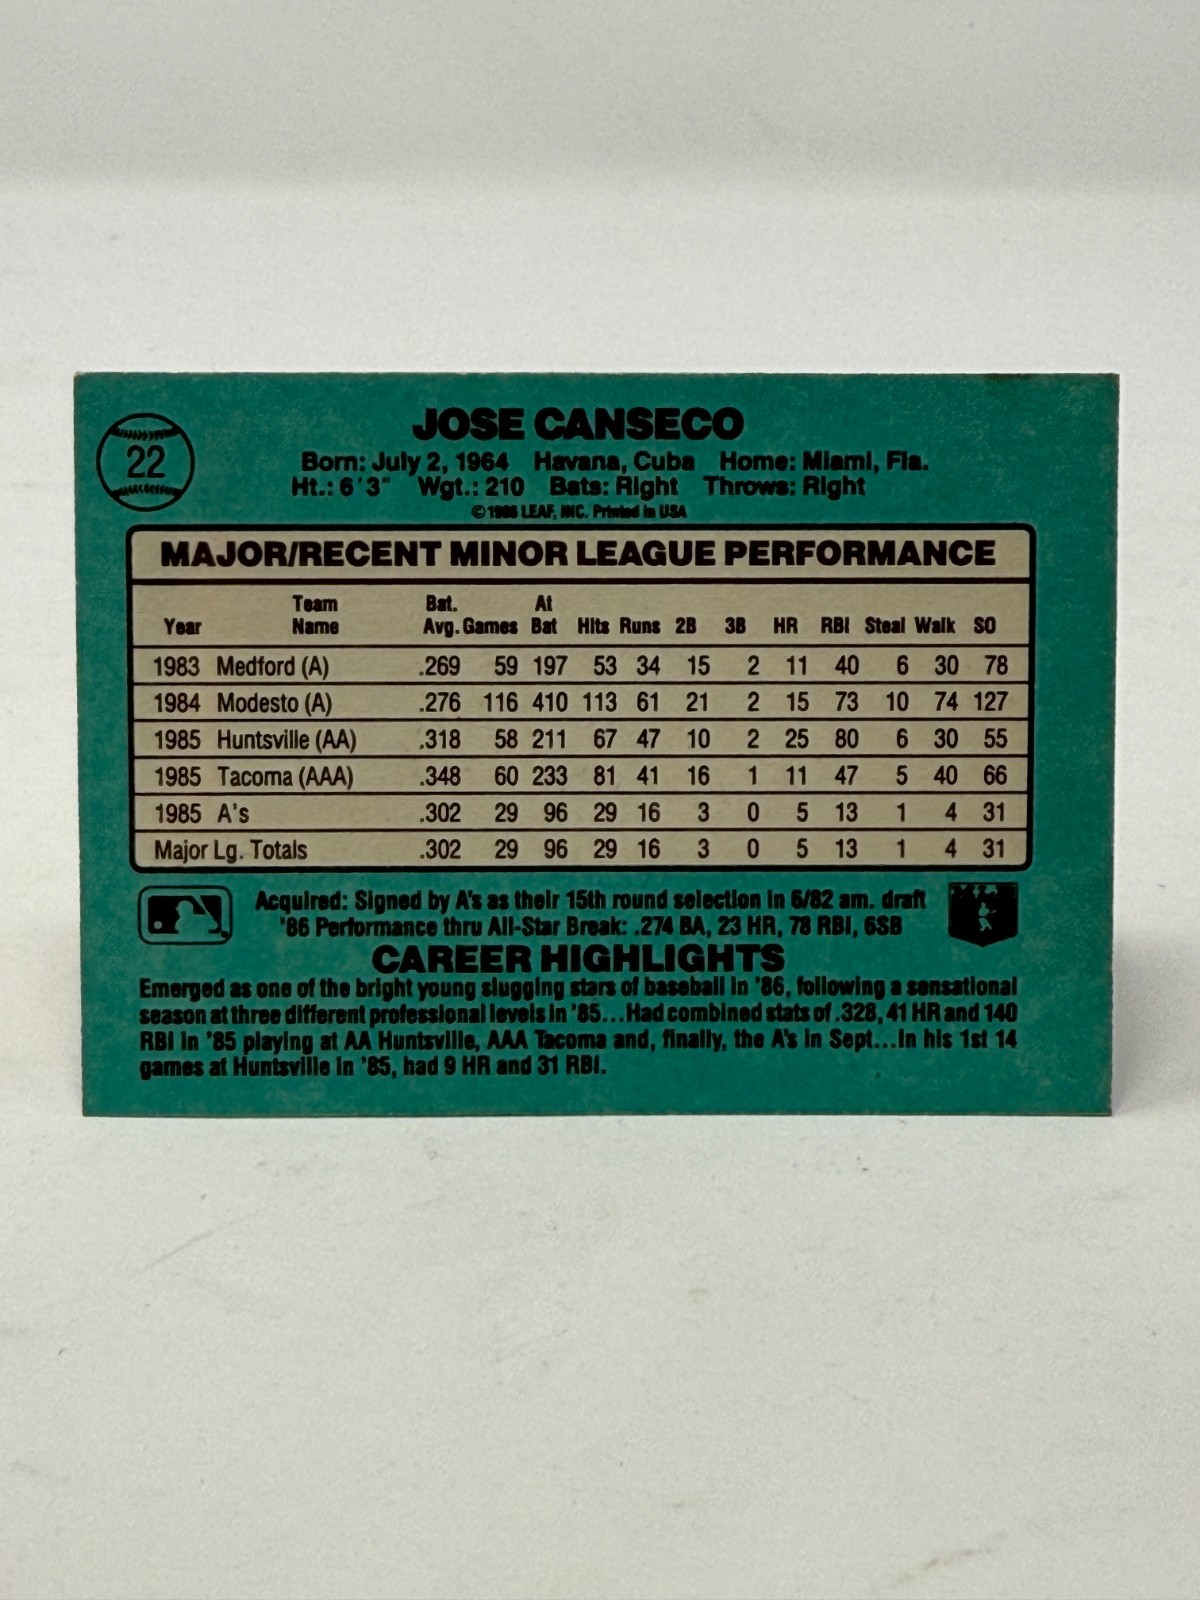 JOSE CANSECO
22
Born: July 2, 1964 Havana, Cuba Home: Miami, Fla.
Ht.: 6'3" Wgt.: 210 Bats: Right Throws: Right
©1986 LEAF, INC. Printed in USA
MAJOR/RECENT MINOR LEAGUE PERFORMANCE
Year Team Name Bat. Avg. Games At Bat Hits Runs 2B 3B HR RBI Steal Walk SO
1983 Medford (A) .269 59 197 53 34 15 2 11 40 6 30 78
1984 Modesto (A) .276 116 410 113 61 21 2 15 73 10 74 127
1985 Huntsville (AA) .318 58 211 67 47 10 2 25 80 6 30 55
1985 Tacoma (AAA) .348 60 233 81 41 16 1 11 47 5 40 66
1985 A's .302 29 96 29 16 3 0 5 13 1 4 31
Major Lg. Totals .302 29 96 29 16 3 0 5 13 1 4 31
Acquired: Signed by A's as their 15th round selection in 6/82 am. draft
'86 Performance thru All-Star Break: .274 BA, 23 HR, 78 RBI, 6SB
CAREER HIGHLIGHTS
Emerged as one of the bright young slugging stars of baseball in '86, following a sensational
season at three different professional levels in '85...Had combined stats of .328, 41 HR and 140
RBI in '85 playing at AA Huntsville, AAA Tacoma and, finally, the A's in Sept...In his 1st 14
games at Huntsville in '85, had 9 HR and 31 RBI.